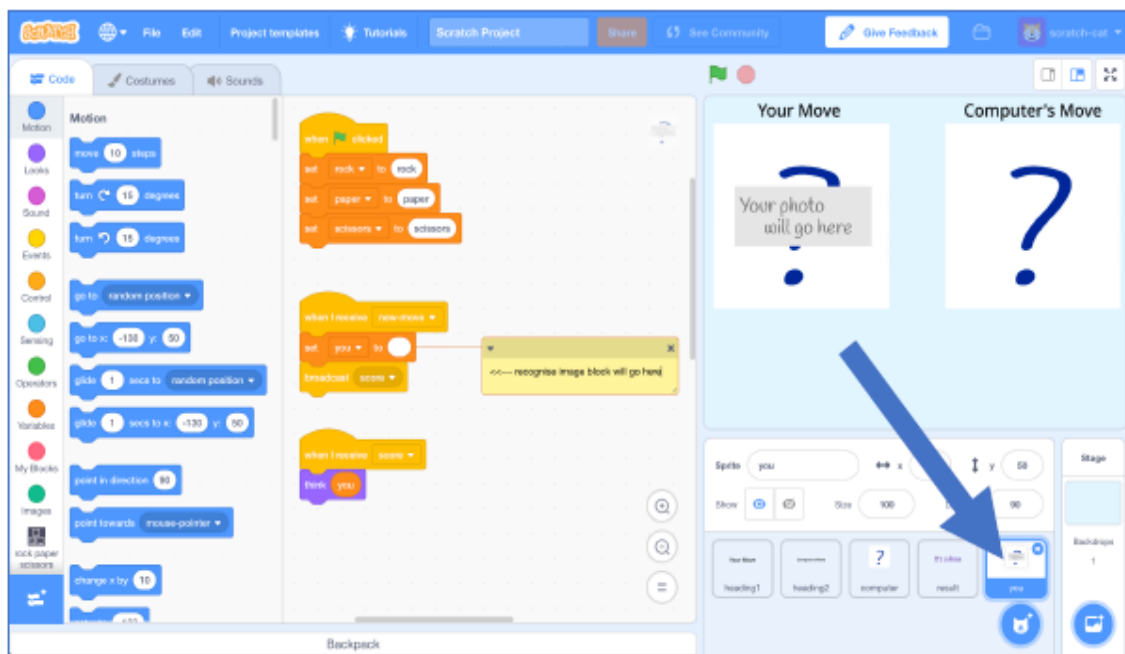 SCRATCH File Edit Project templates Tutorials Scratch Project Share See Community Give Feedback scratch-cat
Code Costumes Sounds
Motion
Looks
Sound
Events
Control
Sensing
Operators
Variables
My Blocks
Images
rock paper
scissors
Motion
move 10 steps
turn 15 degrees
turn 15 degrees
go to random position
go to x: -130 y: 50
glide 1 secs to random position
glide 1 secs to x: -130 y: 50
point in direction 90
point towards mouse-pointer
change x by 10
when clicked
set rock to rock
set paper to paper
set scissors to scissors
when I receive new-move
set you to
broadcast score
<<--- recognise image block will go here
when I receive score
think you
Backpack
Your Move
Computer's Move
?
?
Your photo
will go here
Sprite you x y 50
Show Size 100 90
Your Move
heading1
heading2
?
computer
result
you
Stage
Backdrops
1